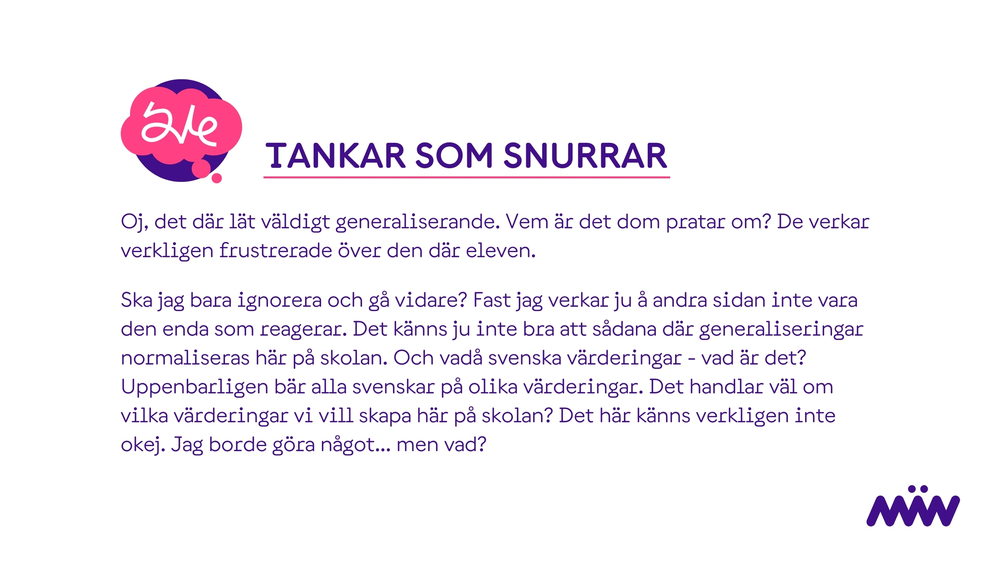 TANKAR SOM SNURRAR
Oj, det där lät väldigt generaliserande. Vem är det dom pratar om? De verkar
verkligen frustrerade över den där eleven.
Ska jag bara ignorera och gå vidare? Fast jag verkar ju å andra sidan inte vara
den enda som reagerar. Det känns ju inte bra att sådana där generaliseringar
normaliseras här på skolan. Och vadå svenska värderingar - vad är det?
Uppenbarligen bär alla svenskar på olika värderingar. Det handlar väl om
vilka värderingar vi vill skapa här på skolan? Det här känns verkligen inte
okej. Jag borde göra något... men vad?
MÄN